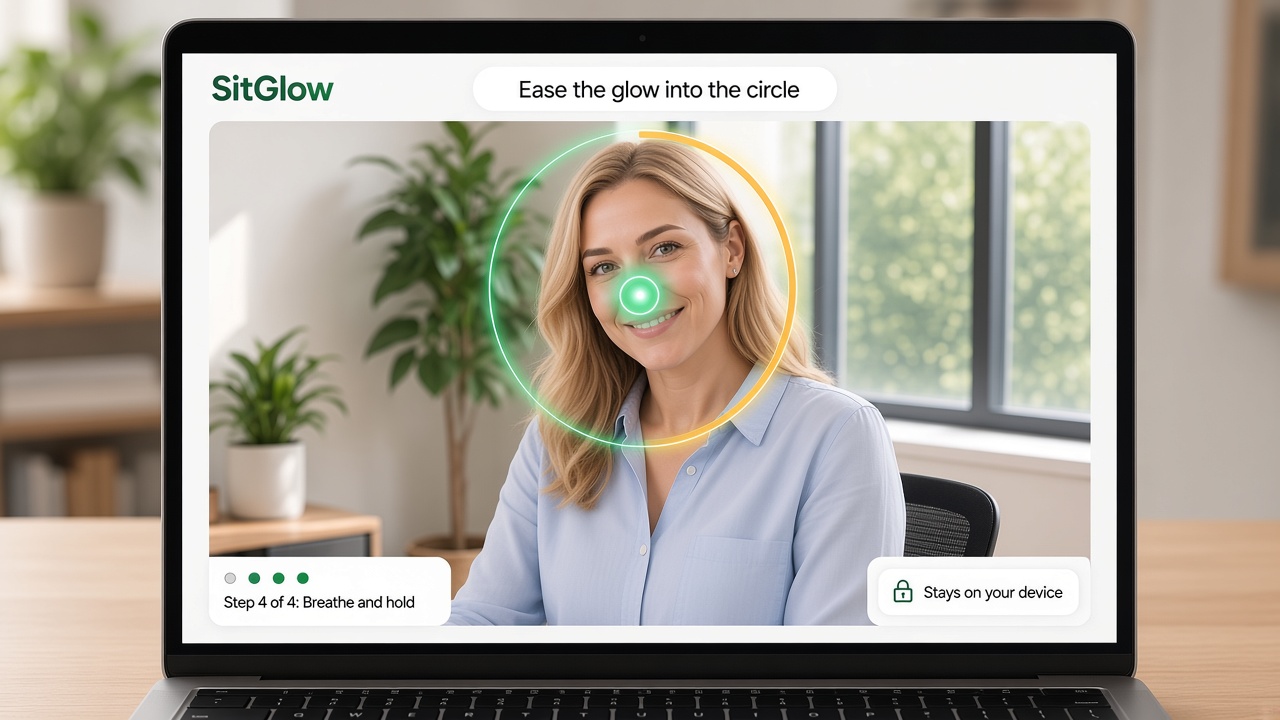 SitGlow
Ease the glow into the circle
Step 4 of 4: Breathe and hold
Stays on your device